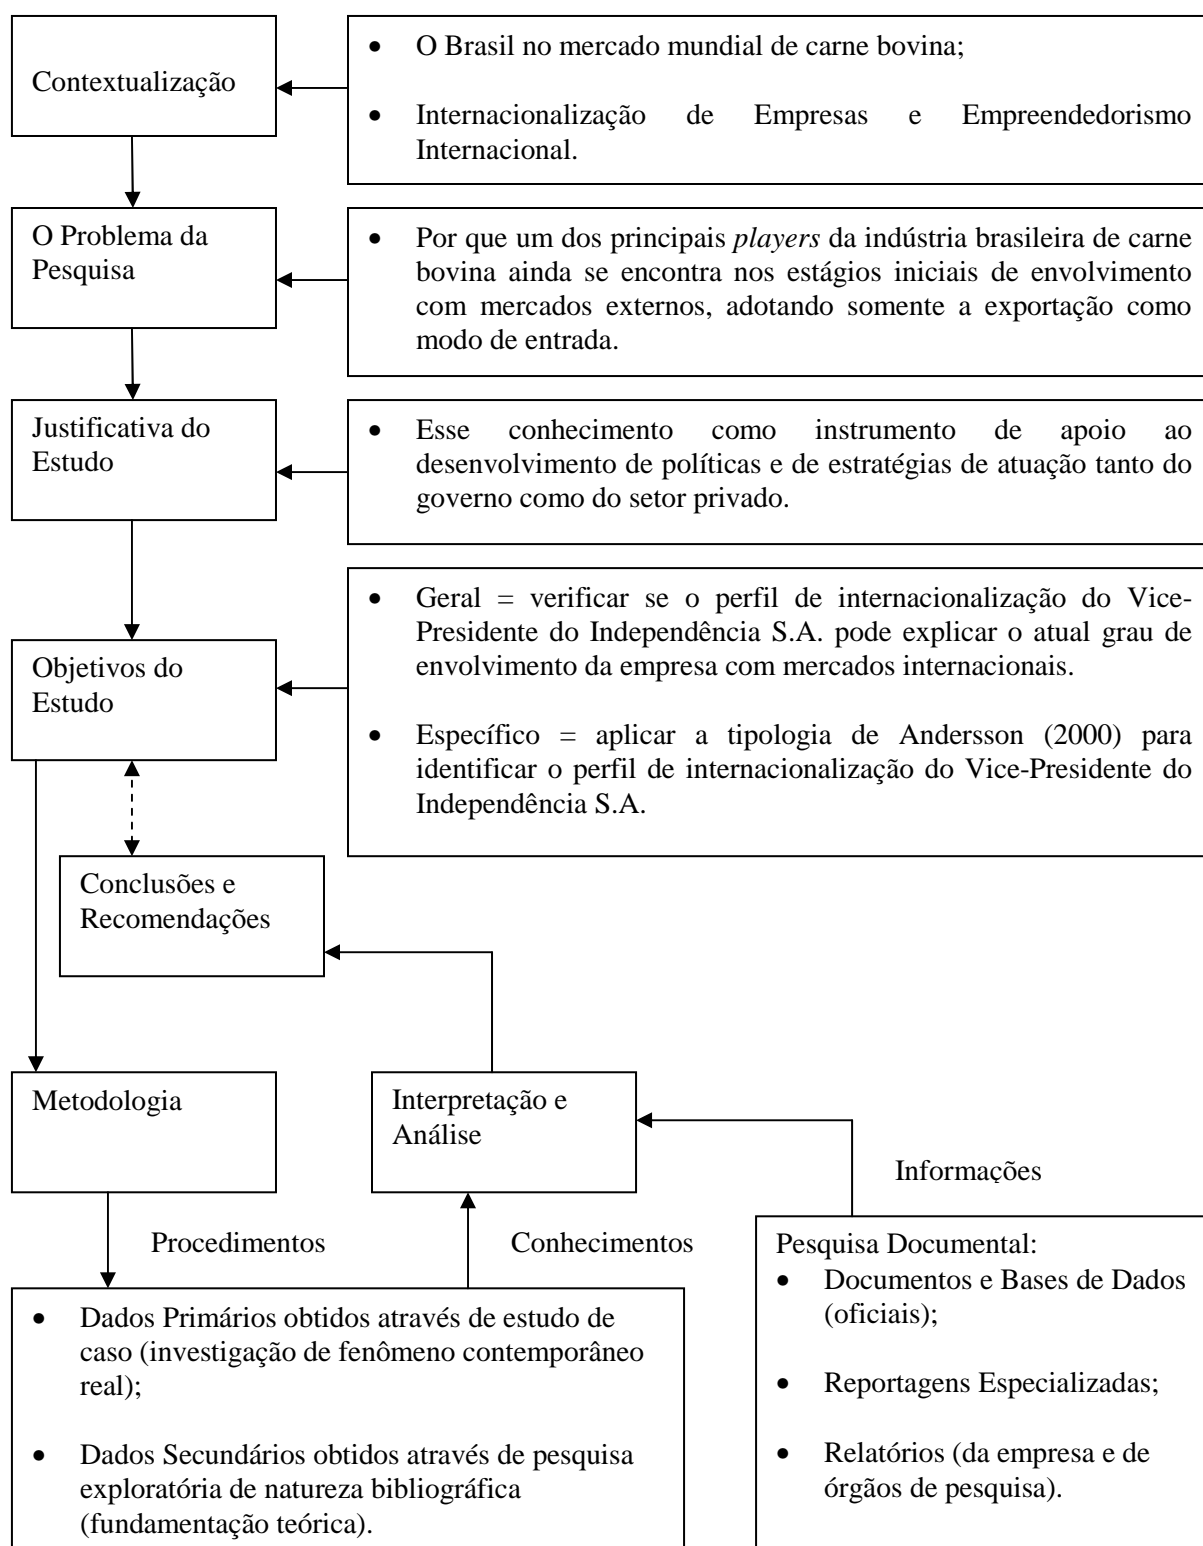 Contextualização
• O Brasil no mercado mundial de carne bovina;
• Internacionalização de Empresas e Empreendedorismo
Internacional.
O Problema da
Pesquisa
• Por que um dos principais players da indústria brasileira de carne
bovina ainda se encontra nos estágios iniciais de envolvimento
com mercados externos, adotando somente a exportação como
modo de entrada.
Justificativa do
Estudo
• Esse conhecimento como instrumento de apoio ao
desenvolvimento de políticas e de estratégias de atuação tanto do
governo como do setor privado.
Objetivos do
Estudo
• Geral = verificar se o perfil de internacionalização do Vice-
Presidente do Independência S.A. pode explicar o atual grau de
envolvimento da empresa com mercados internacionais.
• Específico = aplicar a tipologia de Andersson (2000) para
identificar o perfil de internacionalização do Vice-Presidente do
Independência S.A.
Conclusões e
Recomendações
Metodologia
Interpretação e
Análise
Informações
Procedimentos
Conhecimentos
• Dados Primários obtidos através de estudo de
caso (investigação de fenômeno contemporâneo
real);
• Dados Secundários obtidos através de pesquisa
exploratória de natureza bibliográfica
(fundamentação teórica).
Pesquisa Documental:
• Documentos e Bases de Dados
(oficiais);
• Reportagens Especializadas;
• Relatórios (da empresa e de
órgãos de pesquisa).